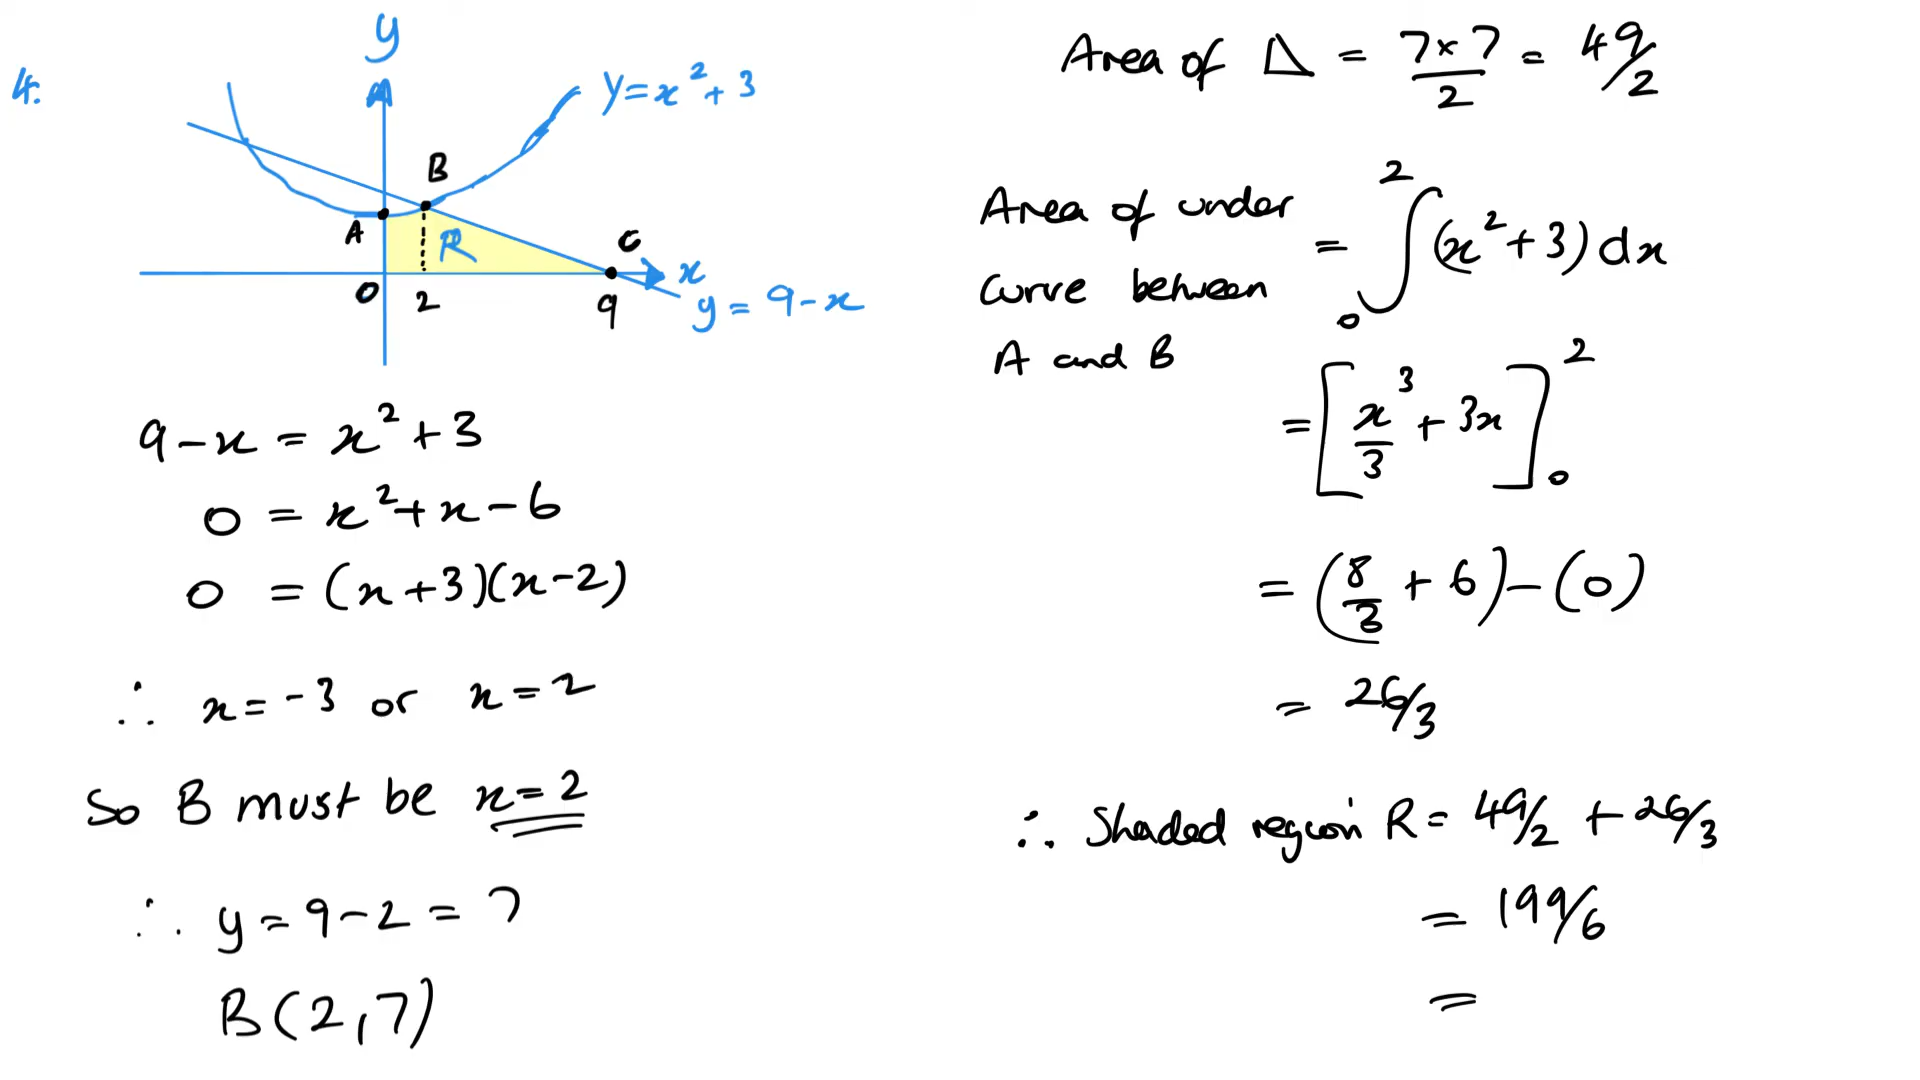 4.
y
y = x² + 3
B
A
R
C
x
O
2
9
y = 9 - x
9 - x = x² + 3
0 = x² + x - 6
0 = (x + 3)(x - 2)
∴ x = -3 or x = 2
So B must be x = 2
∴ y = 9 - 2 = 7
B(2, 7)
Area of △ = (7 × 7)/2 = 49/2
Area of under
curve between
A and B
= ∫₀² (x² + 3) dx
= [x³/3 + 3x]₀²
= (8/3 + 6) - (0)
= 26/3
∴ Shaded region R = 49/2 + 26/3
= 199/6
=